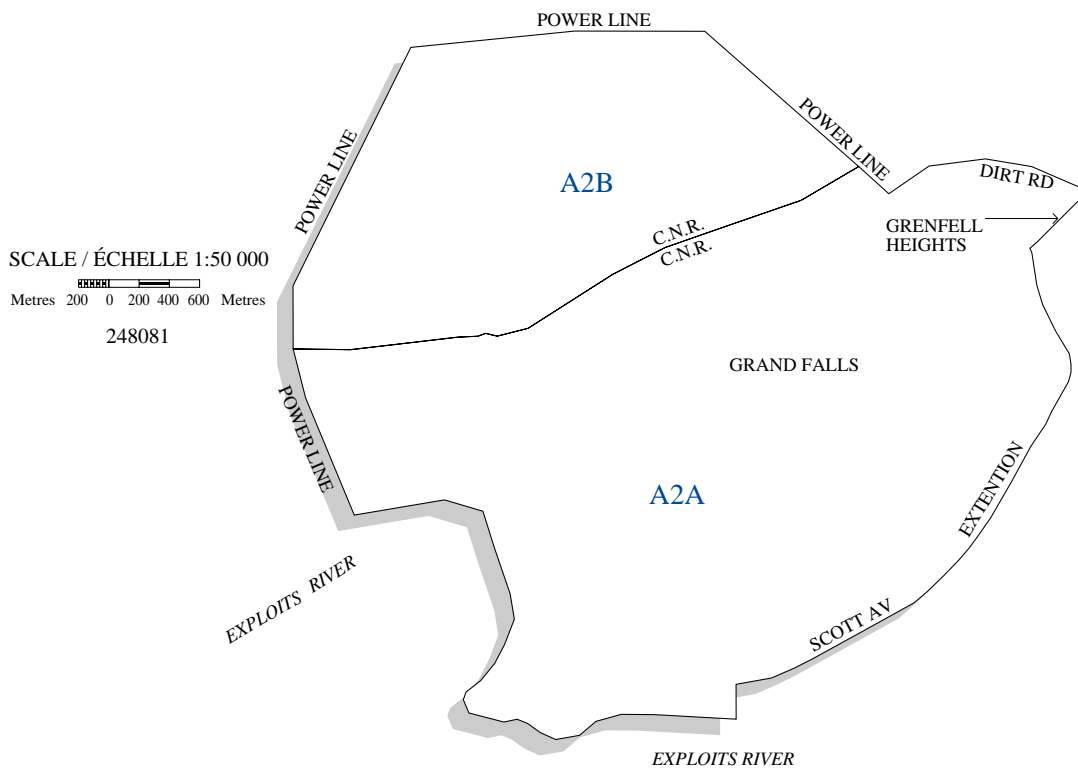 POWER LINE
POWER LINE
POWER LINE
A2B
DIRT RD
GRENFELL
HEIGHTS
C.N.R.
C.N.R.
SCALE / ÉCHELLE 1:50 000
Metres 200 0 200 400 600 Metres
248081
GRAND FALLS
POWER LINE
A2A
EXTENTION
EXPLOITS RIVER
SCOTT AV
EXPLOITS RIVER